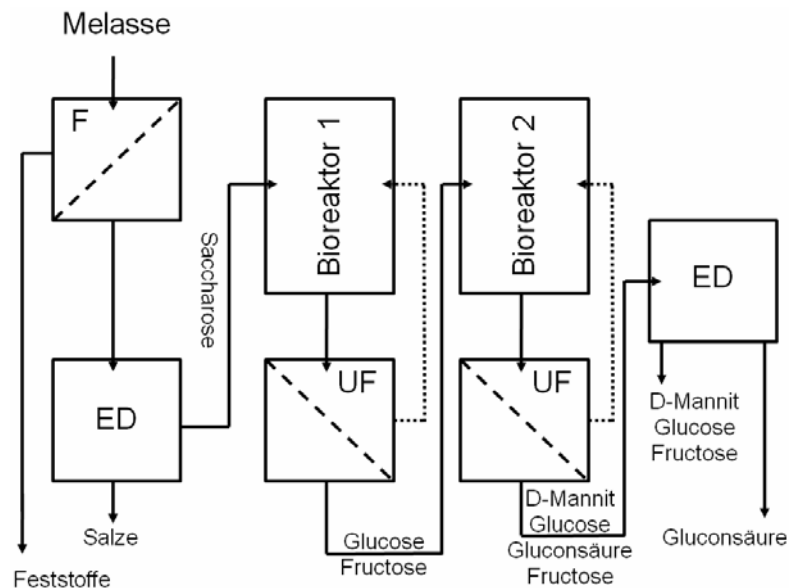 Melasse
F
Feststoffe
ED
Salze
Saccharose
Bioreaktor 1
UF
Glucose
Fructose
Bioreaktor 2
UF
D-Mannit
Glucose
Gluconsäure
Fructose
ED
D-Mannit
Glucose
Fructose
Gluconsäure